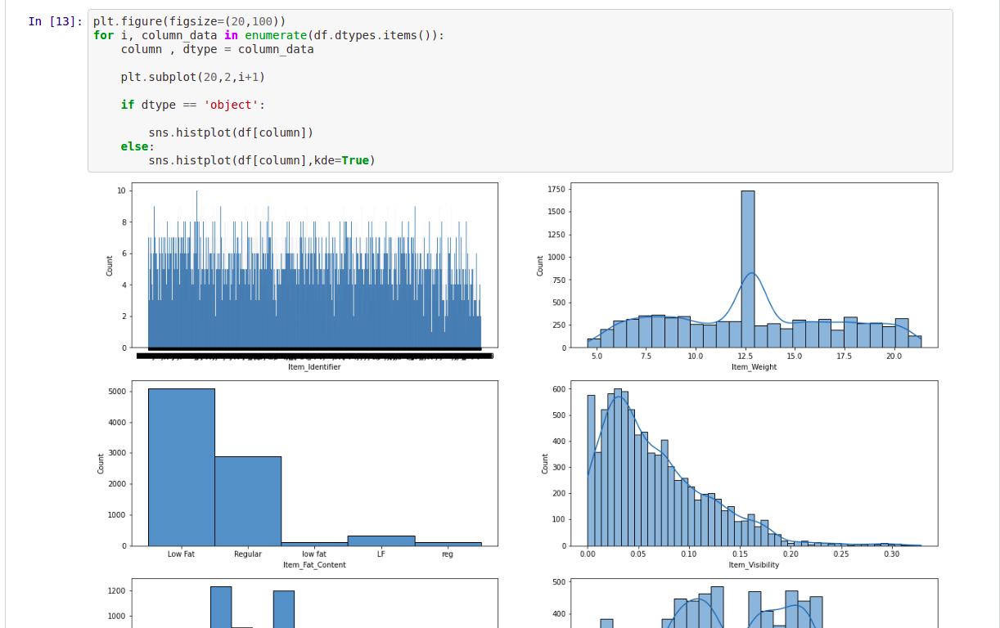 In [13]: plt.figure(figsize=(20,100))
for i, column_data in enumerate(df.dtypes.items()):
    column , dtype = column_data
    plt.subplot(20,2,i+1)
    if dtype == 'object':
        sns.histplot(df[column])
    else:
        sns.histplot(df[column],kde=True)
10
8
6
4
2
0
Count
Item_Identifier
1750
1500
1250
1000
750
500
250
0
Count
5.0 7.5 10.0 12.5 15.0 17.5 20.0
Item_Weight
5000
4000
3000
2000
1000
0
Count
Low Fat Regular low fat LF reg
Item_Fat_Content
600
500
400
300
200
100
0
Count
0.00 0.05 0.10 0.15 0.20 0.25 0.30
Item_Visibility
1200
1000
500
400